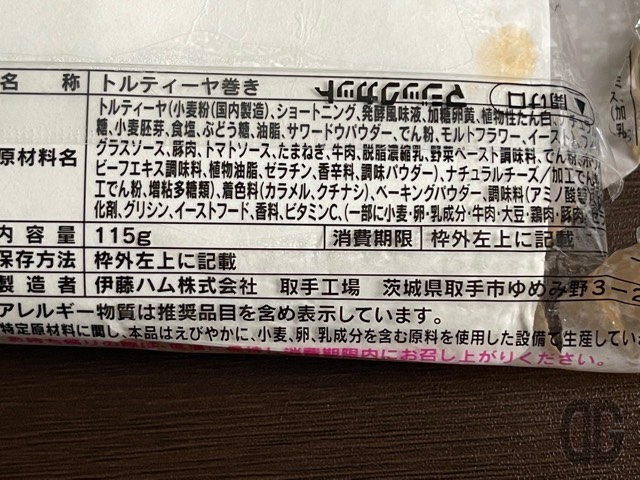 マジックカット
開け口
名 称 トルティーヤ巻き
トルティーヤ(小麦粉(国内製造)、ショートニング、発酵風味液、加糖卵黄、植物性たん白、
糖、小麦胚芽、食塩、ぶどう糖、油脂、サワードウパウダー、でん粉、モルトフラワー、イースト
原材料名 グラスソース、豚肉、トマトソース、たまねぎ、牛肉、脱脂濃縮乳、野菜ペースト調味料、でん粉、
ビーフエキス調味料、植物油脂、ゼラチン、香辛料、調味パウダー)、ナチュラルチーズ/加工でん
工でん粉、増粘多糖類)、着色料(カラメル、クチナシ)、ベーキングパウダー、調味料(アミノ酸
化剤、グリシン、イーストフード、香料、ビタミンC、(一部に小麦・卵・乳成分・牛肉・大豆・鶏肉・豚肉
内 容 量 115g 消費期限 枠外左上に記載
保存方法 枠外左上に記載
製 造 者 伊藤ハム株式会社 取手工場 茨城県取手市ゆめみ野3-
アレルギー物質は推奨品目を含め表示しています。
特定原材料に関し、本品はえびやかに、小麦、卵、乳成分を含む原料を使用した設備で生産してい
消費期限内にお召し上がりください。